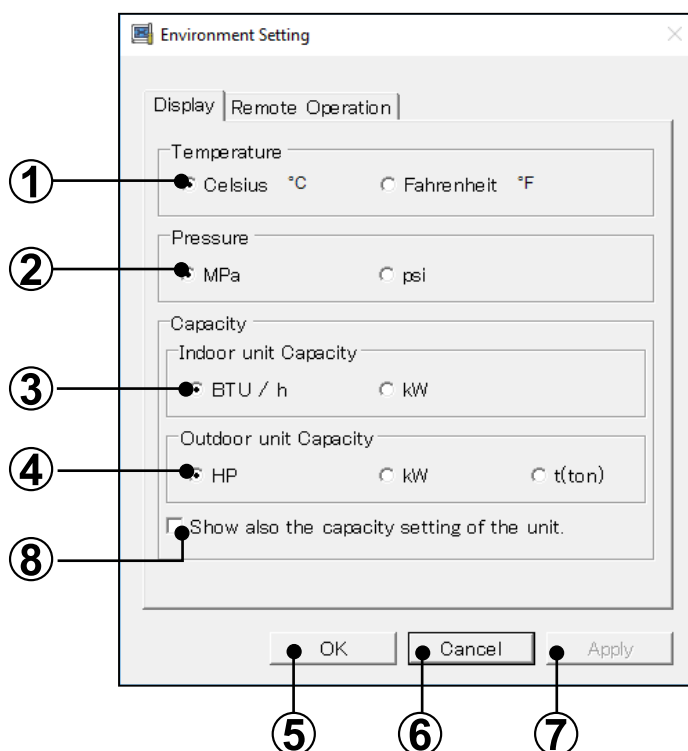 Environment Setting
Display Remote Operation
Temperature
① Celsius °C Fahrenheit °F
Pressure
② MPa psi
Capacity
Indoor unit Capacity
③ BTU / h kW
Outdoor unit Capacity
④ HP kW t(ton)
⑧ Show also the capacity setting of the unit.
OK Cancel Apply
⑤ ⑥ ⑦